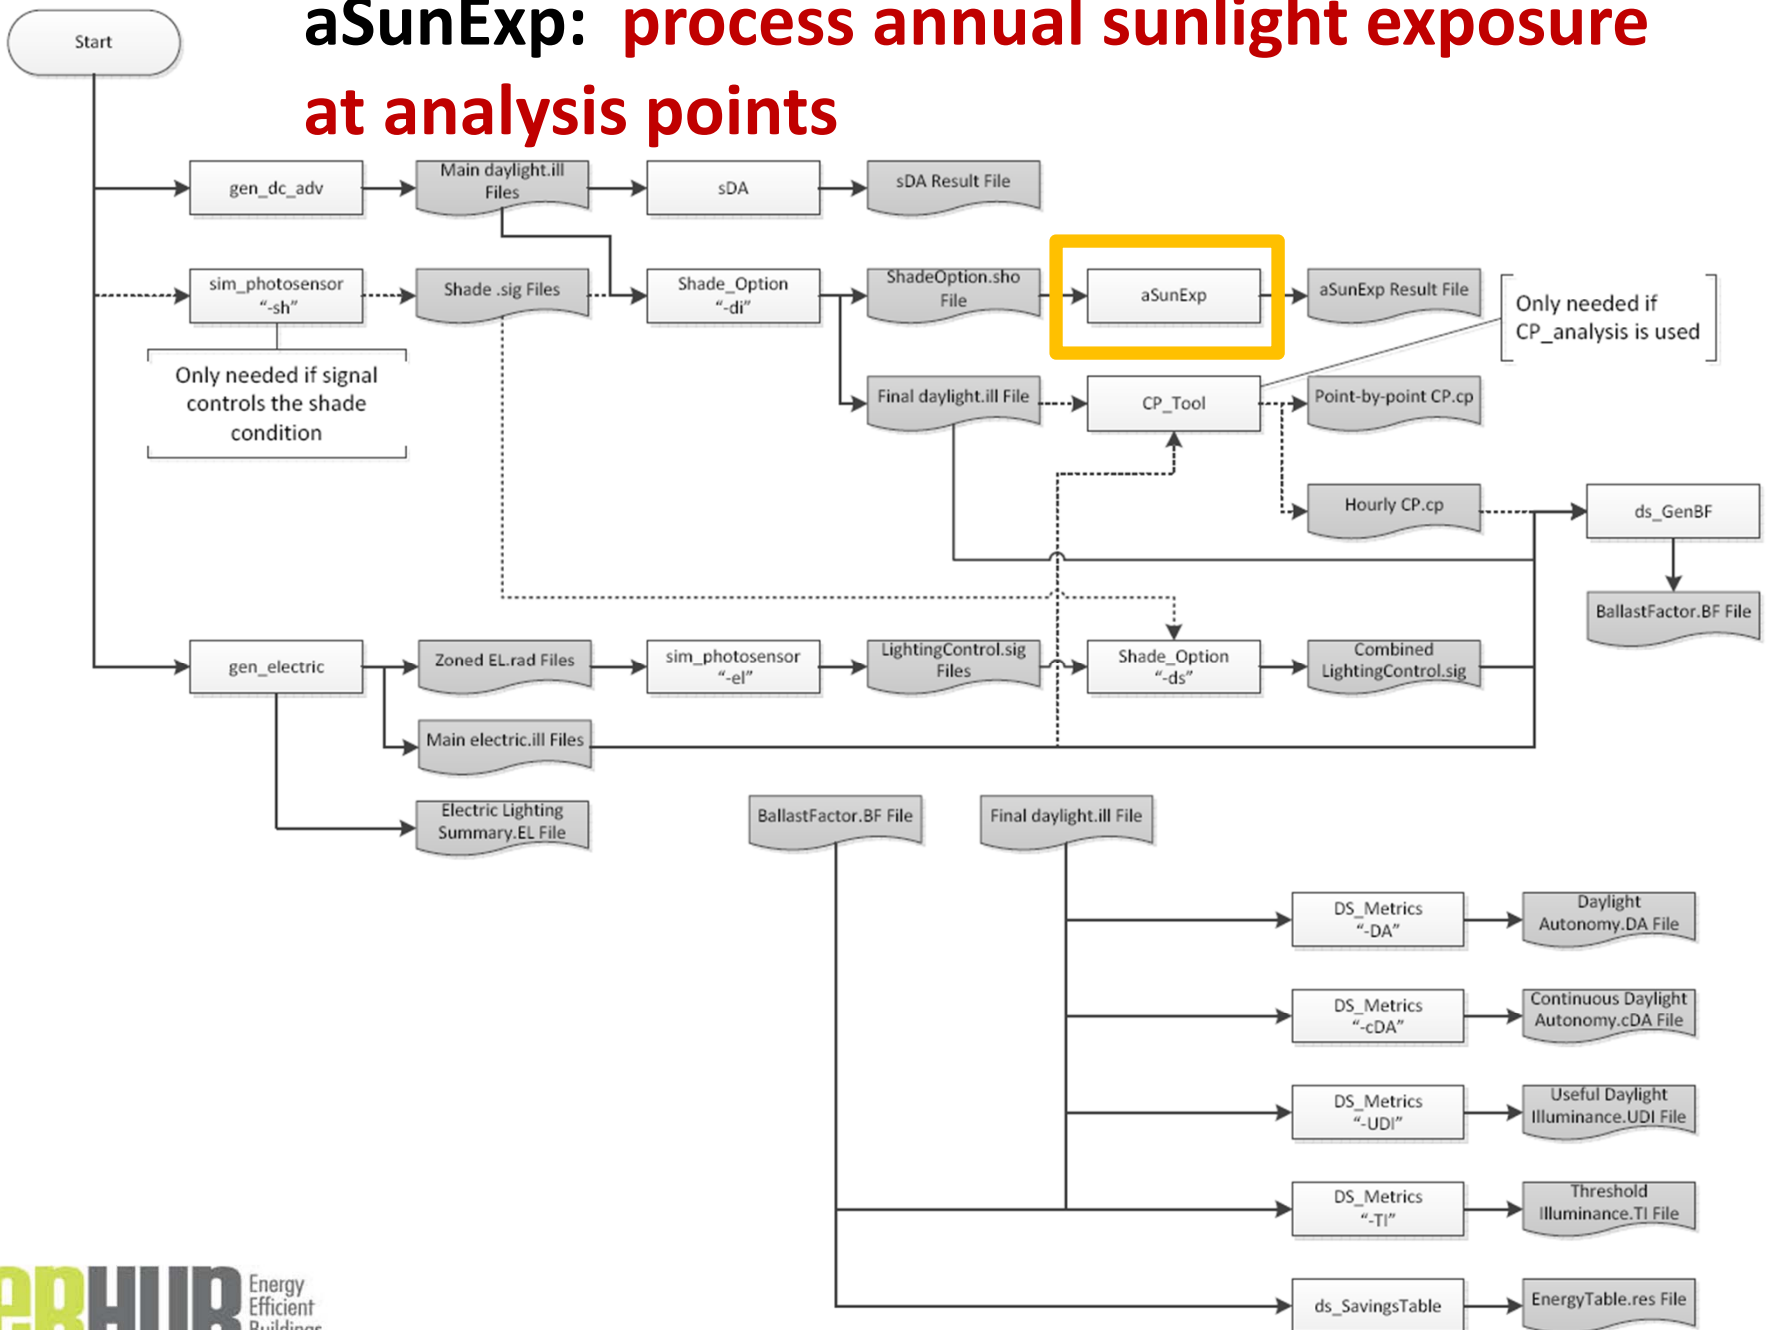 aSunExp: process annual sunlight exposure
at analysis points
Start
gen_dc_adv
Main daylight.ill
Files
sDA
sDA Result File
sim_photosensor
“-sh”
Shade .sig Files
Shade_Option
“-di”
ShadeOption.sho
File
aSunExp
aSunExp Result File
Only needed if
CP_analysis is used
Only needed if signal
controls the shade
condition
Final daylight.ill File
CP_Tool
Point-by-point CP.cp
Hourly CP.cp
ds_GenBF
BallastFactor.BF File
gen_electric
Zoned EL.rad Files
sim_photosensor
“-el”
LightingControl.sig
Files
Shade_Option
“-ds”
Combined
LightingControl.sig
Main electric.ill Files
Electric Lighting
Summary.EL File
BallastFactor.BF File
Final daylight.ill File
DS_Metrics
“-DA”
Daylight
Autonomy.DA File
DS_Metrics
“-cDA”
Continuous Daylight
Autonomy.cDA File
DS_Metrics
“-UDI”
Useful Daylight
Illuminance.UDI File
DS_Metrics
“-TI”
Threshold
Illuminance.TI File
ds_SavingsTable
EnergyTable.res File
HUB
Energy
Efficient
Buildings